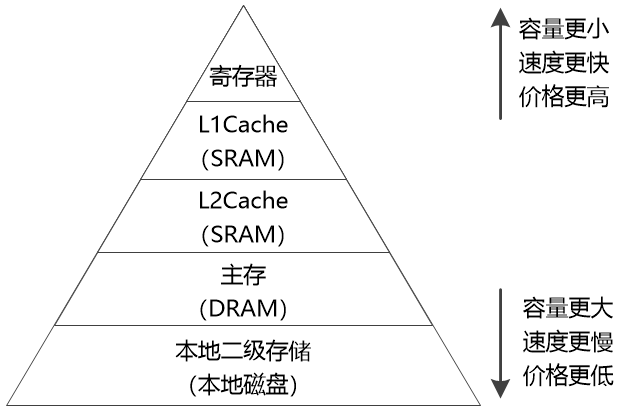 寄存器
L1Cache
(SRAM)
L2Cache
(SRAM)
主存
(DRAM)
本地二级存储
(本地磁盘)
容量更小
速度更快
价格更高
容量更大
速度更慢
价格更低